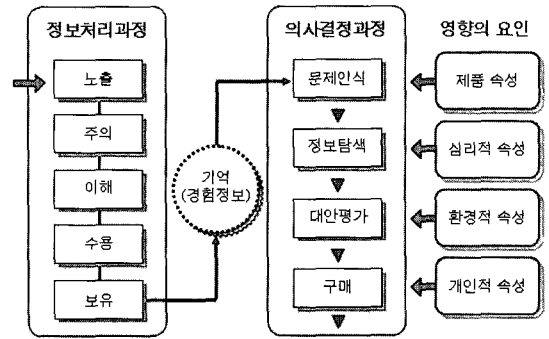 정보처리과정
노출
주의
이해
수용
보유
기억
(경험정보)
의사결정과정
문제인식
정보탐색
대안평가
구매
영향의 요인
제품 속성
심리적 속성
환경적 속성
개인적 속성